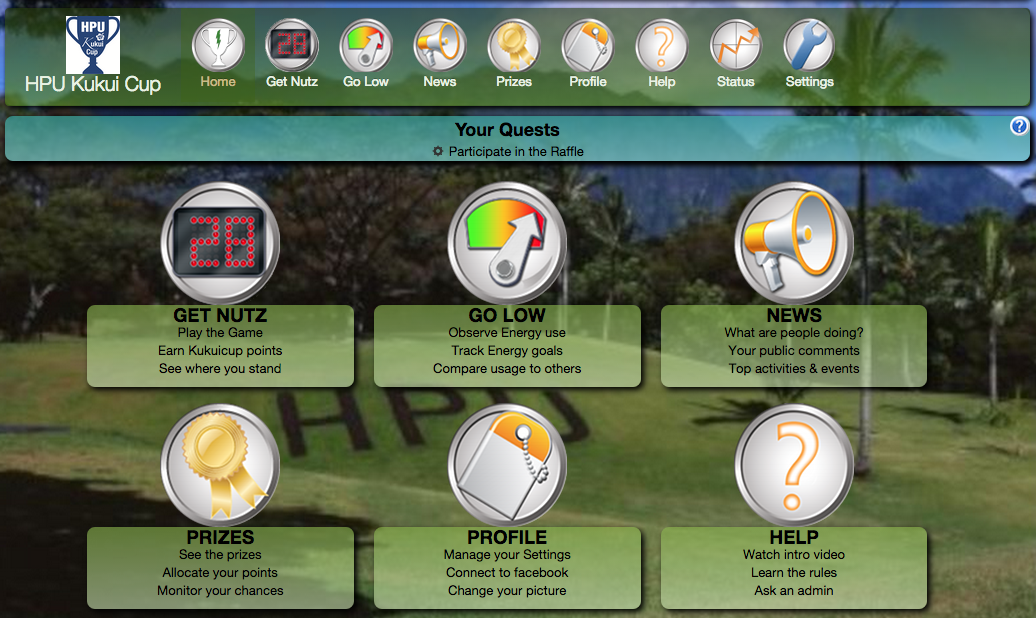 HPU
Kukui
Cup
HPU Kukui Cup
Home
28
Get Nutz
Go Low
News
Prizes
Profile
?
Help
Status
Settings
Your Quests
?
Participate in the Raffle
28
GET NUTZ
Play the Game
Earn Kukuicup points
See where you stand
GO LOW
Observe Energy use
Track Energy goals
Compare usage to others
NEWS
What are people doing?
Your public comments
Top activities & events
HPU
PRIZES
See the prizes
Allocate your points
Monitor your chances
PROFILE
Manage your Settings
Connect to facebook
Change your picture
?
HELP
Watch intro video
Learn the rules
Ask an admin